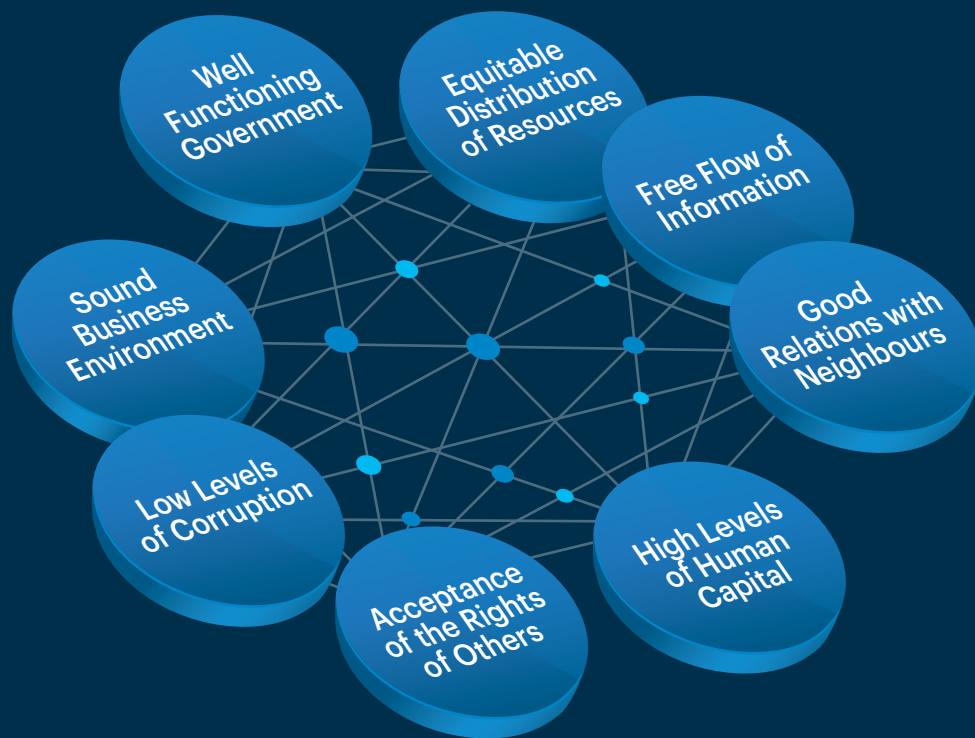 Well
Functioning
Government
Equitable
Distribution
of Resources
Free Flow of
Information
Good
Relations with
Neighbours
High Levels
of Human
Capital
Acceptance
of the Rights
of Others
Low Levels
of Corruption
Sound
Business
Environment